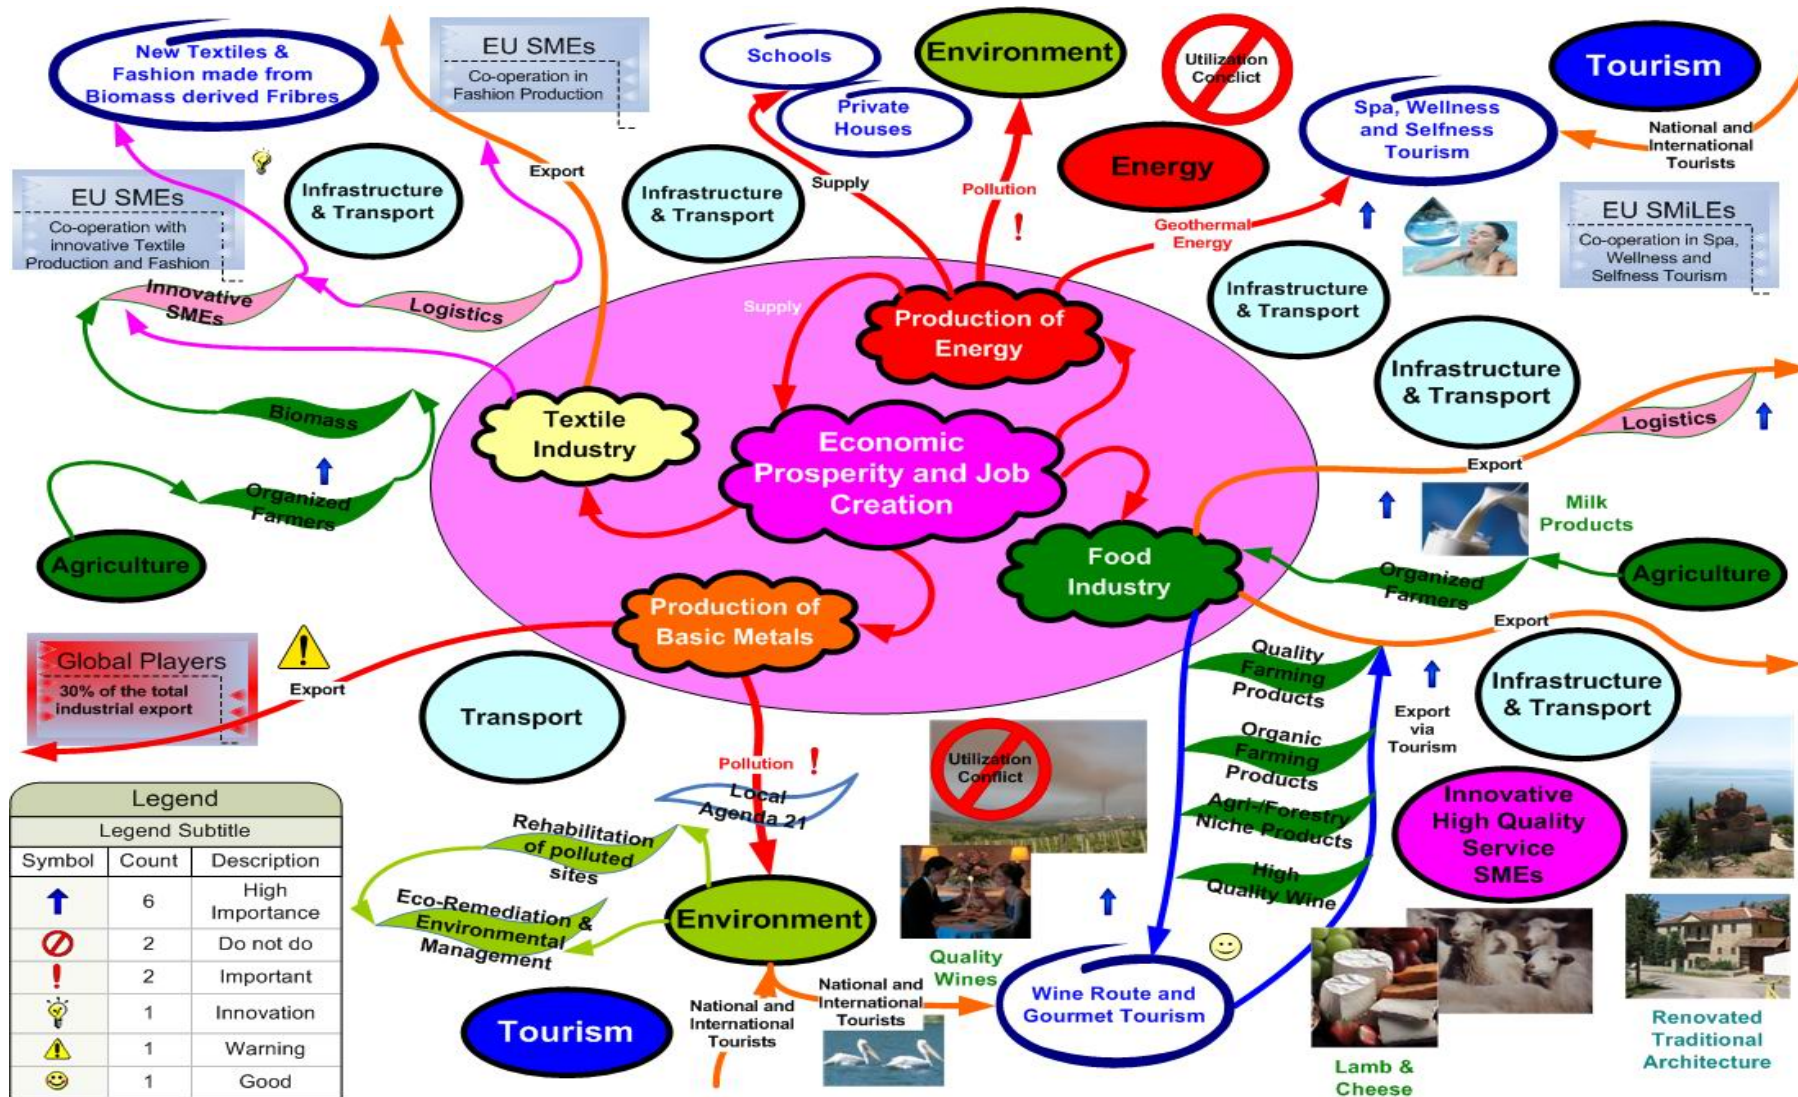 New Textiles &
Fashion made from
Biomass derived Fribres
EU SMEs
Co-operation in
Fashion Production
Schools
Private
Houses
Environment
Utilization
Conclict
Tourism
Energy
Spa, Wellness
and Selfness
Tourism
National and
International
Tourists
EU SMEs
Co-operation with
innovative Textile
Production and Fashion
Infrastructure
& Transport
Export
Infrastructure
& Transport
Supply
Pollution
!
Geothermal
Energy
EU SMiLEs
Co-operation in Spa,
Wellness and
Selfness Tourism
Infrastructure
& Transport
Innovative
SMEs
Logistics
Supply
Production of
Energy
Infrastructure
& Transport
Logistics
Biomass
Textile
Industry
Economic
Prosperity and Job
Creation
Export
Organized
Farmers
Milk
Products
Agriculture
Food
Industry
Organized
Farmers
Agriculture
Production of
Basic Metals
Export
Global Players
30% of the total
industrial export
!
Export
Transport
Quality
Farming
Products
Infrastructure
& Transport
Export
via
Tourism
Organic
Farming
Products
Pollution
!
Utilization
Conflict
Local
Agenda 21
Agri-/Forestry
Niche Products
Innovative
High Quality
Service
SMEs
Rehabilitation
of polluted
sites
High
Quality Wine
Eco-Remediation &
Environmental
Management
Environment
Quality
Wines
National and
International
Tourists
National and
International
Tourists
Tourism
Wine Route and
Gourmet Tourism
Lamb &
Cheese
Renovated
Traditional
Architecture
Legend
Legend Subtitle
Symbol Count Description
6 High
Importance
2 Do not do
! 2 Important
1 Innovation
! 1 Warning
1 Good